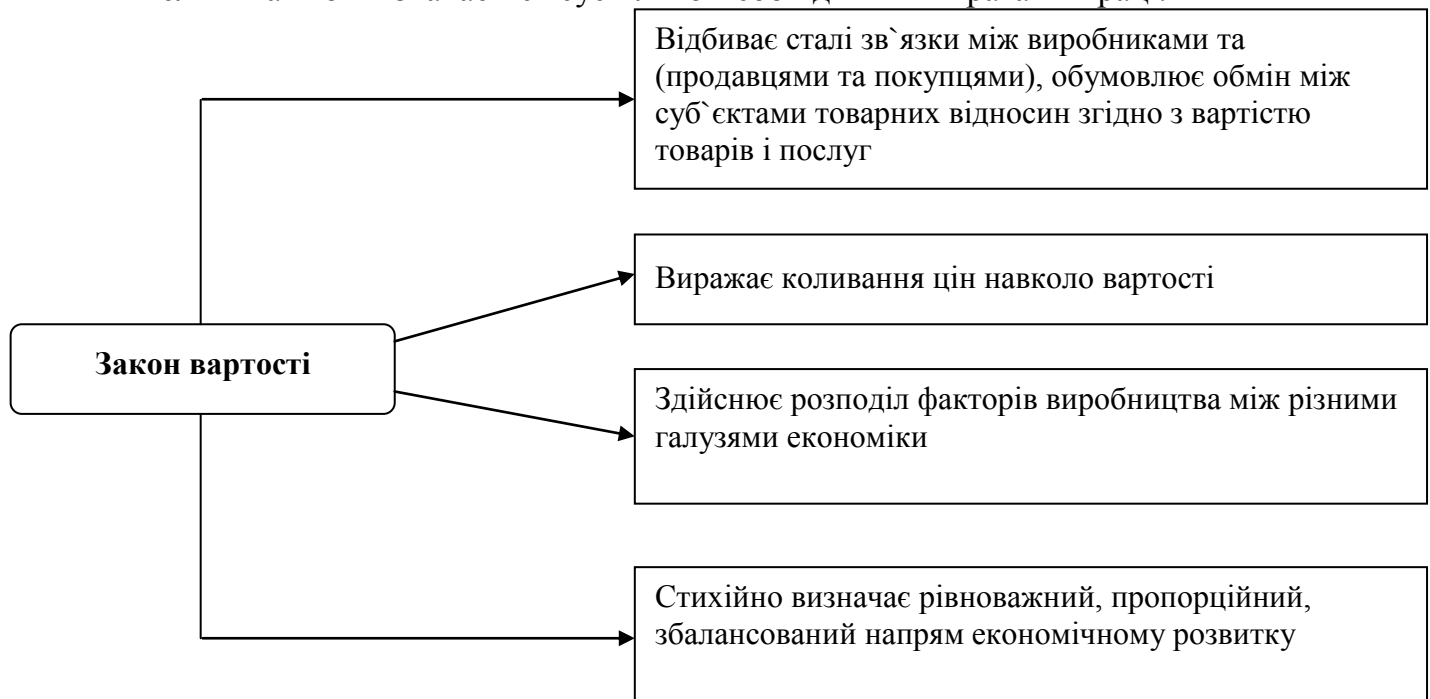 Відбиває сталі зв`язки між виробниками та
(продавцями та покупцями), обумовлює обмін між
суб`єктами товарних відносин згідно з вартістю
товарів і послуг
Виражає коливання цін навколо вартості
Закон вартості
Здійснює розподіл факторів виробництва між різними
галузями економіки
Стихійно визначає рівноважний, пропорційний,
збалансований напрям економічному розвитку